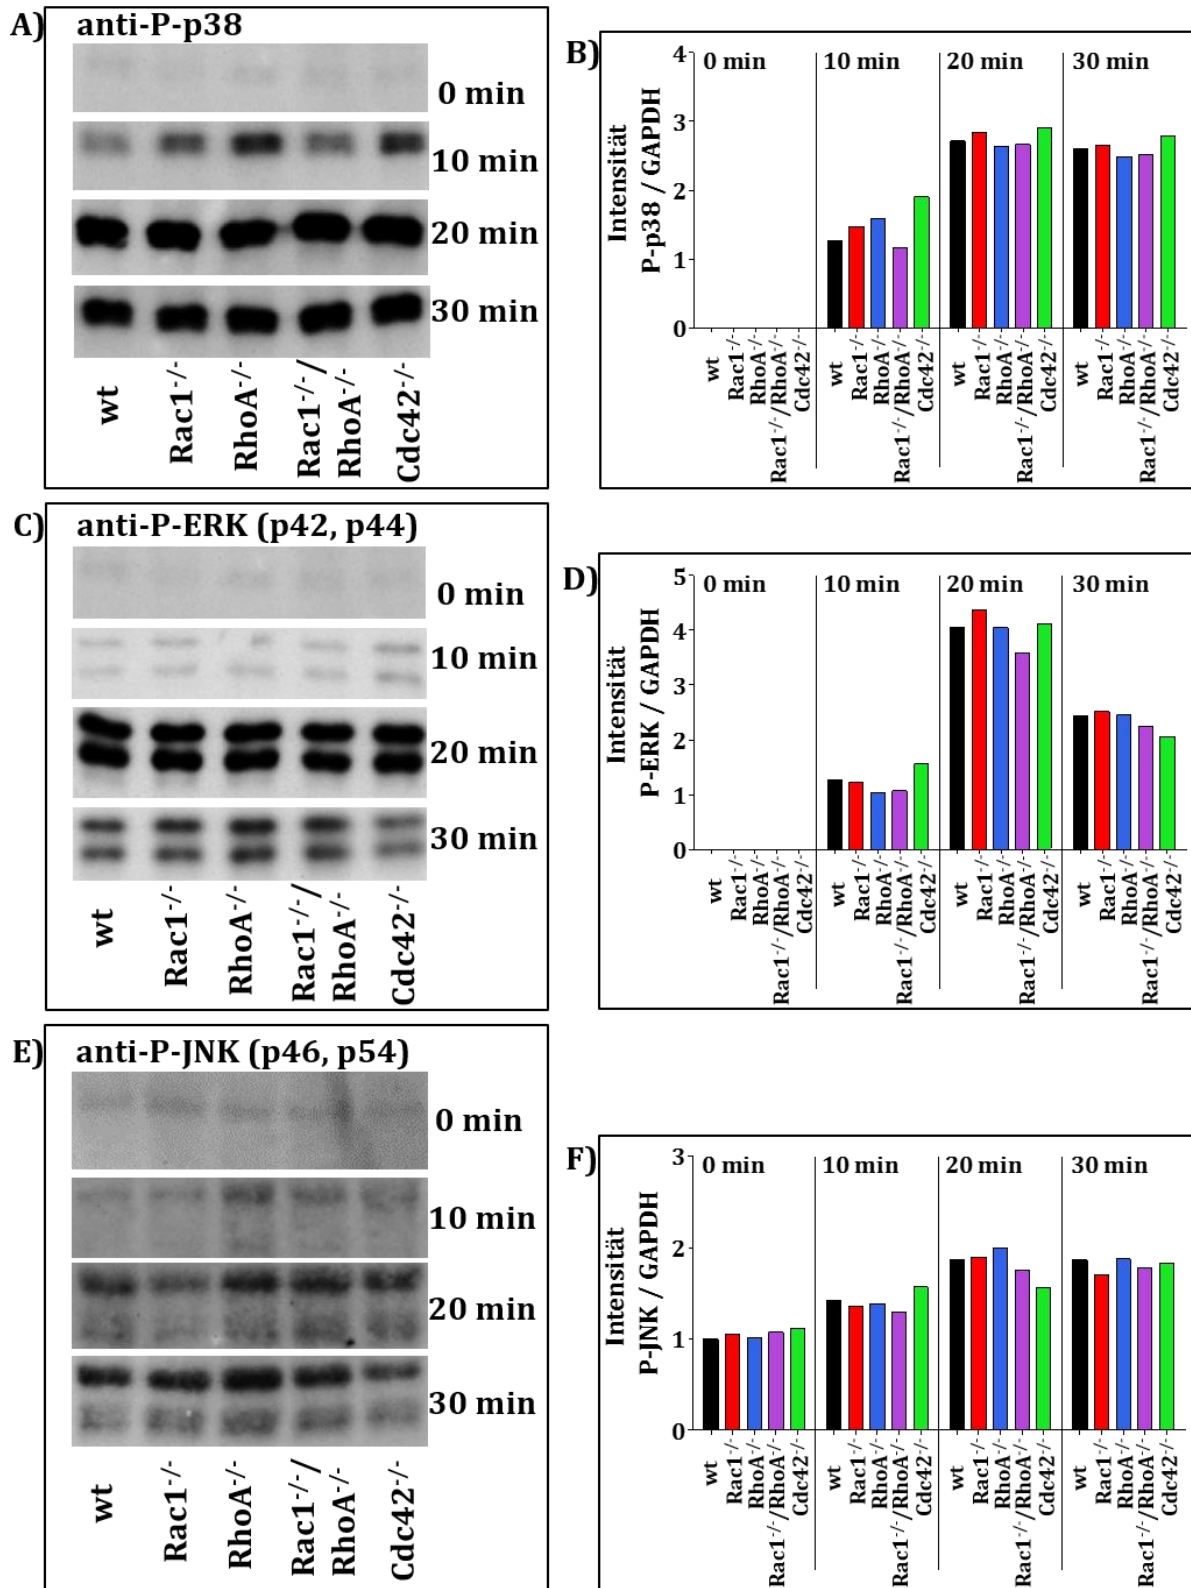 A)
anti-P-p38
0 min
10 min
20 min
30 min
wt
Rac1-/-
RhoA-/-
Rac1-/-/
RhoA-/-
Cdc42-/-
B)
Intensität
P-p38 / GAPDH
4
3
2
1
0
0 min
10 min
20 min
30 min
wt
Rac1-/-
RhoA-/-
Rac1-/-/RhoA-/-
Cdc42-/-
wt
Rac1-/-
RhoA-/-
Rac1-/-/RhoA-/-
Cdc42-/-
wt
Rac1-/-
RhoA-/-
Rac1-/-/RhoA-/-
Cdc42-/-
wt
Rac1-/-
RhoA-/-
Rac1-/-/RhoA-/-
Cdc42-/-
C)
anti-P-ERK (p42, p44)
0 min
10 min
20 min
30 min
wt
Rac1-/-
RhoA-/-
Rac1-/-/
RhoA-/-
Cdc42-/-
D)
Intensität
P-ERK / GAPDH
5
4
3
2
1
0
0 min
10 min
20 min
30 min
wt
Rac1-/-
RhoA-/-
Rac1-/-/RhoA-/-
Cdc42-/-
wt
Rac1-/-
RhoA-/-
Rac1-/-/RhoA-/-
Cdc42-/-
wt
Rac1-/-
RhoA-/-
Rac1-/-/RhoA-/-
Cdc42-/-
wt
Rac1-/-
RhoA-/-
Rac1-/-/RhoA-/-
Cdc42-/-
E)
anti-P-JNK (p46, p54)
0 min
10 min
20 min
30 min
wt
Rac1-/-
RhoA-/-
Rac1-/-/
RhoA-/-
Cdc42-/-
F)
Intensität
P-JNK / GAPDH
3
2
1
0
0 min
10 min
20 min
30 min
wt
Rac1-/-
RhoA-/-
Rac1-/-/RhoA-/-
Cdc42-/-
wt
Rac1-/-
RhoA-/-
Rac1-/-/RhoA-/-
Cdc42-/-
wt
Rac1-/-
RhoA-/-
Rac1-/-/RhoA-/-
Cdc42-/-
wt
Rac1-/-
RhoA-/-
Rac1-/-/RhoA-/-
Cdc42-/-